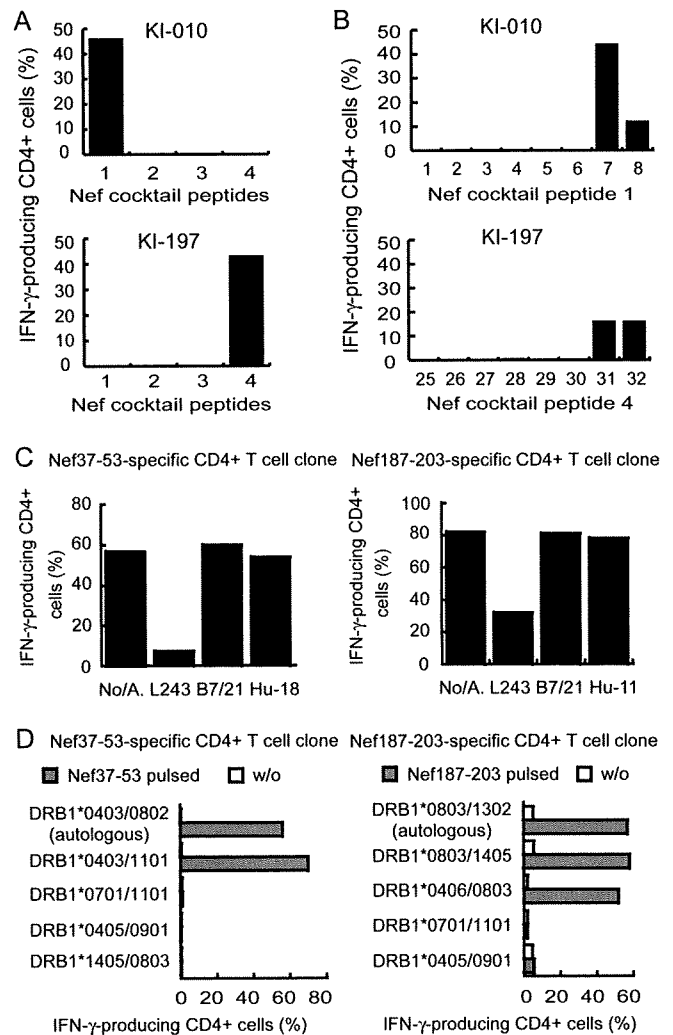 A
KI-010
IFN-γ-producing CD4+ cells (%)
50
40
30
20
10
0
1 2 3 4
Nef cocktail peptides
KI-197
50
40
30
20
10
0
1 2 3 4
Nef cocktail peptides
B
KI-010
IFN-γ-producing CD4+ cells (%)
50
40
30
20
10
0
1 2 3 4 5 6 7 8
Nef cocktail peptide 1
KI-197
50
40
30
20
10
0
25 26 27 28 29 30 31 32
Nef cocktail peptide 4
C
Nef37-53-specific CD4+ T cell clone
IFN-γ-producing CD4+
cells (%)
80
60
40
20
0
No/A. L243 B7/21 Hu-18
Nef187-203-specific CD4+ T cell clone
IFN-γ-producing CD4+
cells (%)
100
80
60
40
20
0
No/A. L243 B7/21 Hu-11
D
Nef37-53-specific CD4+ T cell clone
Nef37-53 pulsed w/o
DRB1*0403/0802
(autologous)
DRB1*0403/1101
DRB1*0701/1101
DRB1*0405/0901
DRB1*1405/0803
0 20 40 60 80
IFN-γ-producing CD4+ cells (%)
Nef187-203-specific CD4+ T cell clone
Nef187-203 pulsed w/o
DRB1*0803/1302
(autologous)
DRB1*0803/1405
DRB1*0406/0803
DRB1*0701/1101
DRB1*0405/0901
0 20 40 60
IFN-γ-producing CD4+ cells (%)